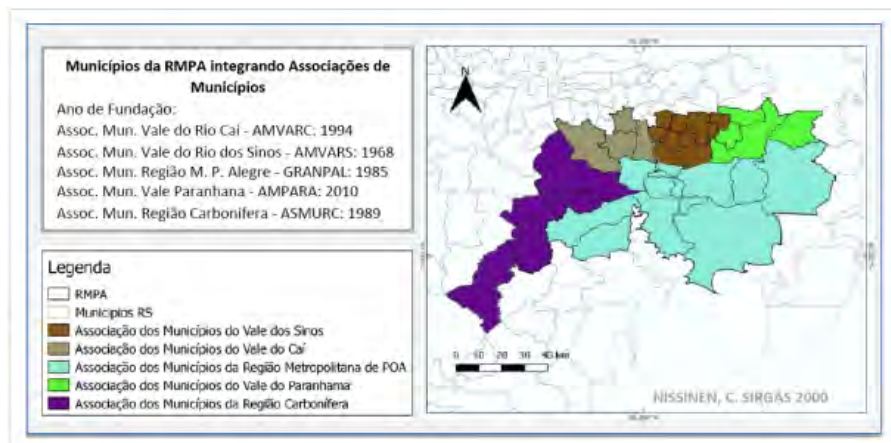 Municípios da RMPA integrando Associações de
Municípios
Ano de Fundação:
Assoc. Mun. Vale do Rio Caí - AMVARC: 1994
Assoc. Mun. Vale do Rio dos Sinos - AMVARS: 1968
Assoc. Mun. Região M. P. Alegre - GRANPAL: 1985
Assoc. Mun. Vale Paranhana - AMPARA: 2010
Assoc. Mun. Região Carbonífera - ASMURC: 1989
Legenda
RMPA
Municípios RS
Associação dos Municípios do Vale dos Sinos
Associação dos Municípios do Vale do Caí
Associação dos Municípios da Região Metropolitana de POA
Associação dos Municípios do Vale do Paranhama
Associação dos Municípios da Região Carbonífera
N
0 10 20 30 40 km
NISSINEN, C. SIRGAS 2000